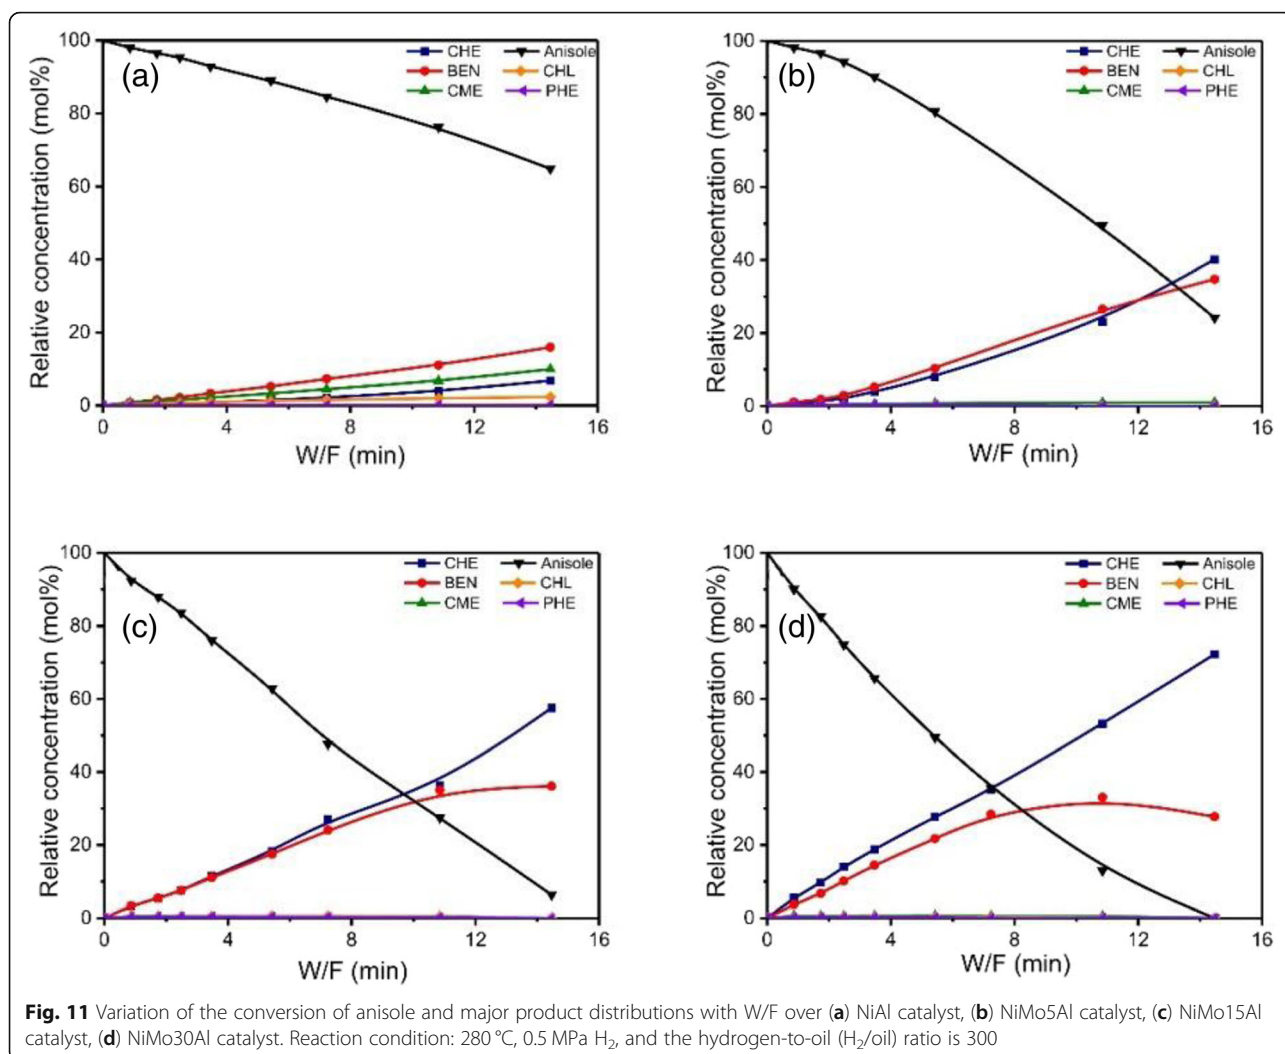 100
80
60
40
20
0
Relative concentration (mol%)
(a)
CHE
Anisole
BEN
CHL
CME
PHE
0 4 8 12 16
W/F (min)
100
80
60
40
20
0
Relative concentration (mol%)
(b)
CHE
Anisole
BEN
CHL
CME
PHE
0 4 8 12 16
W/F (min)
100
80
60
40
20
0
Relative concentration (mol%)
(c)
CHE
Anisole
BEN
CHL
CME
PHE
0 4 8 12 16
W/F (min)
100
80
60
40
20
0
Relative concentration (mol%)
(d)
CHE
Anisole
BEN
CHL
CME
PHE
0 4 8 12 16
W/F (min)
Fig. 11 Variation of the conversion of anisole and major product distributions with W/F over (a) NiAl catalyst, (b) NiMo5Al catalyst, (c) NiMo15Al
catalyst, (d) NiMo30Al catalyst. Reaction condition: 280 °C, 0.5 MPa H₂, and the hydrogen-to-oil (H₂/oil) ratio is 300